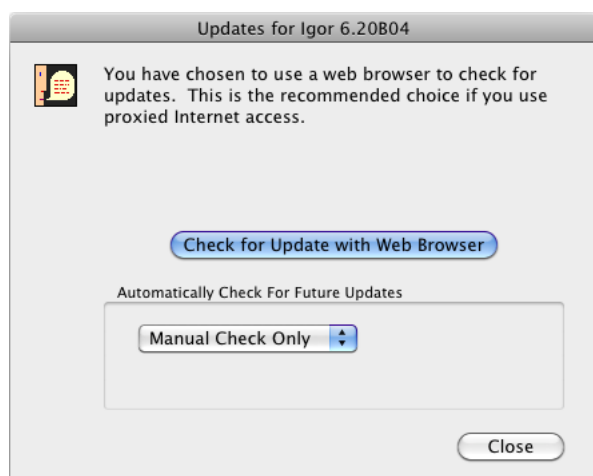 Updates for Igor 6.20B04
You have chosen to use a web browser to check for
updates.  This is the recommended choice if you use
proxied Internet access.
Check for Update with Web Browser
Automatically Check For Future Updates
Manual Check Only
Close